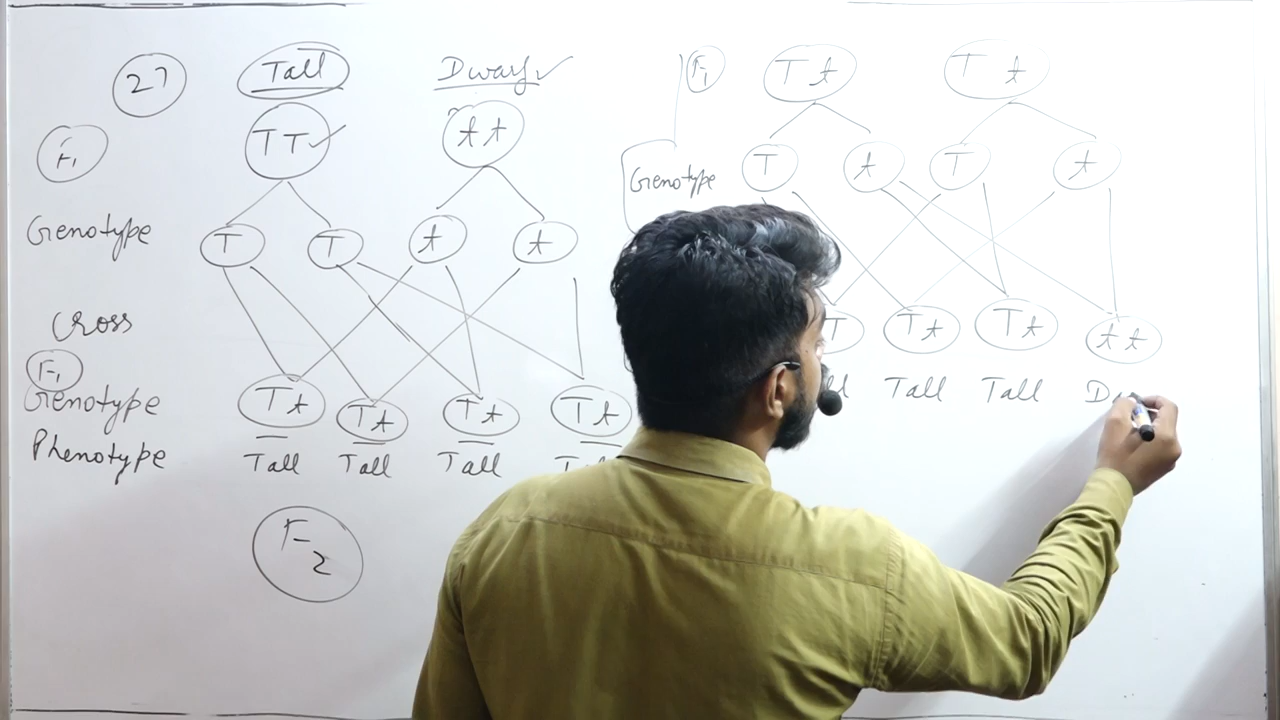 27 Tall Dwarf
F1 TT tt
Genotype T T t t
Cross
F1
Genotype Tt Tt Tt Tt
Phenotype Tall Tall Tall
F2
F1 Tt Tt
Genotype T t T t
T Tt Tt tt
Tall Tall